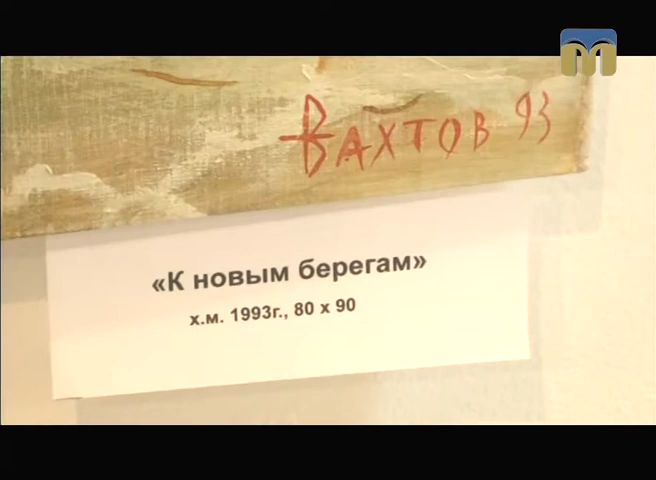 Вахтов 93
«К новым берегам»
х.м. 1993г., 80 х 90